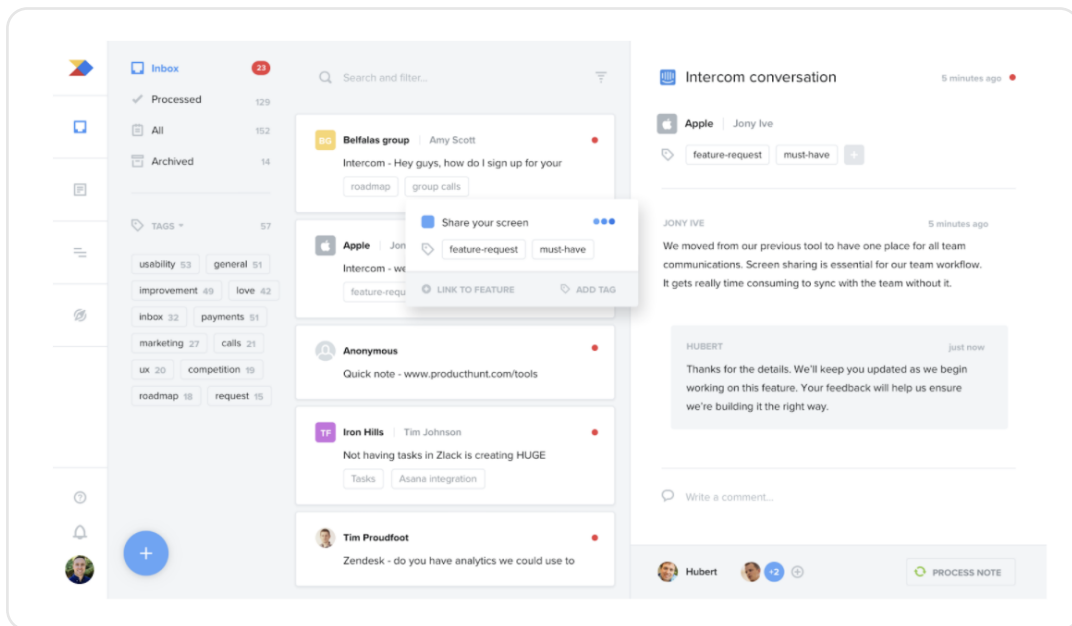 Inbox 23
Processed 129
All 152
Archived 14
TAGS 57
usability 53 general 51
improvement 49 love 42
inbox 32 payments 51
marketing 27 calls 21
ux 20 competition 19
roadmap 18 request 15
+
Search and filter...
BG Belfalas group Amy Scott
Intercom - Hey guys, how do I sign up for your
roadmap group calls
Apple Jon
Intercom - we
feature-requ
Share your screen
feature-request must-have
LINK TO FEATURE ADD TAG
Anonymous
Quick note - www.producthunt.com/tools
TF Iron Hills Tim Johnson
Not having tasks in Zlack is creating HUGE
Tasks Asana integration
Tim Proudfoot
Zendesk - do you have analytics we could use to
Intercom conversation 5 minutes ago
Apple Jony Ive
feature-request must-have +
JONY IVE 5 minutes ago
We moved from our previous tool to have one place for all team
communications. Screen sharing is essential for our team workflow.
It gets really time consuming to sync with the team without it.
HUBERT just now
Thanks for the details. We'll keep you updated as we begin
working on this feature. Your feedback will help us ensure
we're building it the right way.
Write a comment...
Hubert +2 PROCESS NOTE